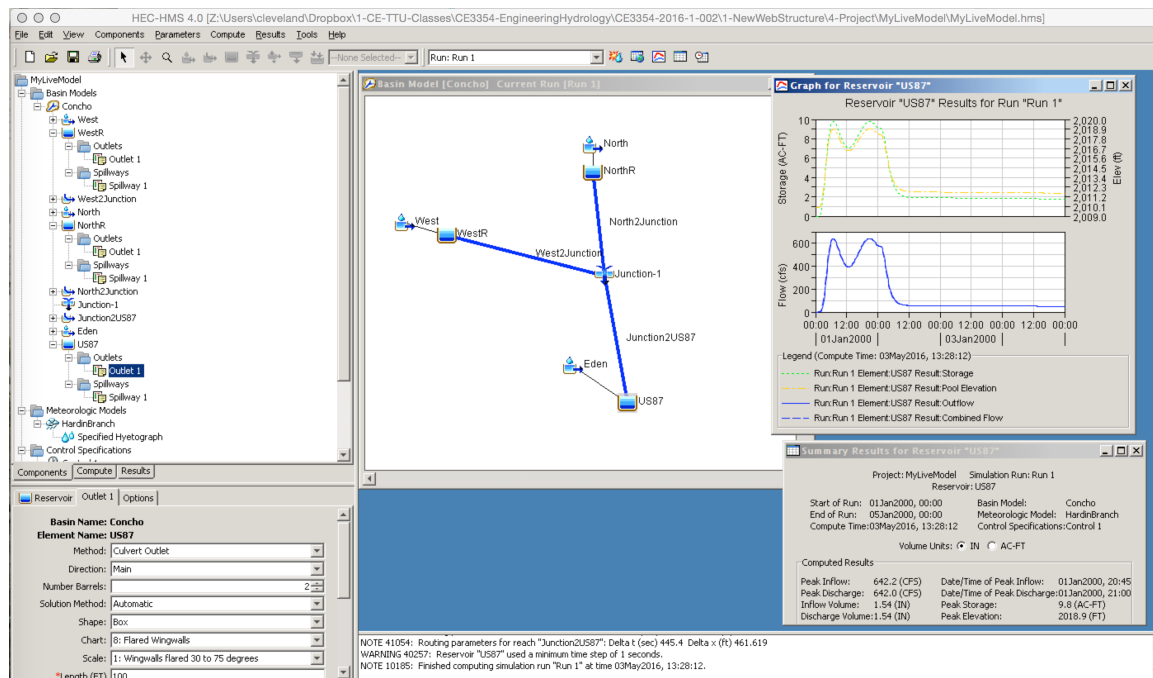 HEC-HMS 4.0 [Z:\Users\cleveland\Dropbox\1-CE-TTU-Classes\CE3354-EngineeringHydrology\CE3354-2016-1-002\1-NewWebStructure\4-Project\MyLiveModel\MyLiveModel.hms]
File Edit View Components Parameters Compute Results Tools Help
--None Selected-- Run: Run 1
MyLiveModel
Basin Models
Concho
West
WestR
Outlets
Outlet 1
Spillways
Spillway 1
West2Junction
North
NorthR
Outlets
Outlet 1
Spillways
Spillway 1
North2Junction
Junction-1
Junction2US87
Eden
US87
Outlets
Outlet 1
Spillways
Spillway 1
Meteorologic Models
HardinBranch
Specified Hyetograph
Control Specifications
Components Compute Results
Reservoir Outlet 1 Options
Basin Name: Concho
Element Name: US87
Method: Culvert Outlet
Direction: Main
Number Barrels: 2
Solution Method: Automatic
Shape: Box
Chart: 8: Flared Wingwalls
Scale: 1: Wingwalls flared 30 to 75 degrees
*Length (FT) 100
Basin Model [Concho] Current Run [Run 1]
North
NorthR
North2Junction
West
WestR
West2Junction
Junction-1
Junction2US87
Eden
US87
Graph for Reservoir "US87"
Reservoir "US87" Results for Run "Run 1"
Storage (AC-FT)
10
8
6
4
2
0
2,020.0
2,018.9
2,017.8
2,016.7
2,015.6
2,014.5
2,013.4
2,012.3
2,011.2
2,010.1
2,009.0
Elev (ft)
Flow (cfs)
600
400
200
0
00:00 12:00 00:00 12:00 00:00 12:00 00:00 12:00 00:00
01Jan2000 03Jan2000
Legend (Compute Time: 03May2016, 13:28:12)
Run:Run 1 Element:US87 Result:Storage
Run:Run 1 Element:US87 Result:Pool Elevation
Run:Run 1 Element:US87 Result:Outflow
Run:Run 1 Element:US87 Result:Combined Flow
Summary Results for Reservoir "US87"
Project: MyLiveModel Simulation Run: Run 1
Reservoir: US87
Start of Run: 01Jan2000, 00:00 Basin Model: Concho
End of Run: 05Jan2000, 00:00 Meteorologic Model: HardinBranch
Compute Time:03May2016, 13:28:12 Control Specifications:Control 1
Volume Units: IN AC-FT
Computed Results
Peak Inflow: 642.2 (CFS) Date/Time of Peak Inflow: 01Jan2000, 20:45
Peak Discharge: 642.0 (CFS) Date/Time of Peak Discharge:01Jan2000, 21:00
Inflow Volume: 1.54 (IN) Peak Storage: 9.8 (AC-FT)
Discharge Volume:1.54 (IN) Peak Elevation: 2018.9 (FT)
NOTE 41054: Routing parameters for reach "Junction2US87": Delta t (sec) 445.4 Delta x (ft) 461.619
WARNING 40257: Reservoir "US87" used a minimum time step of 1 seconds.
NOTE 10185: Finished computing simulation run "Run 1" at time 03May2016, 13:28:12.